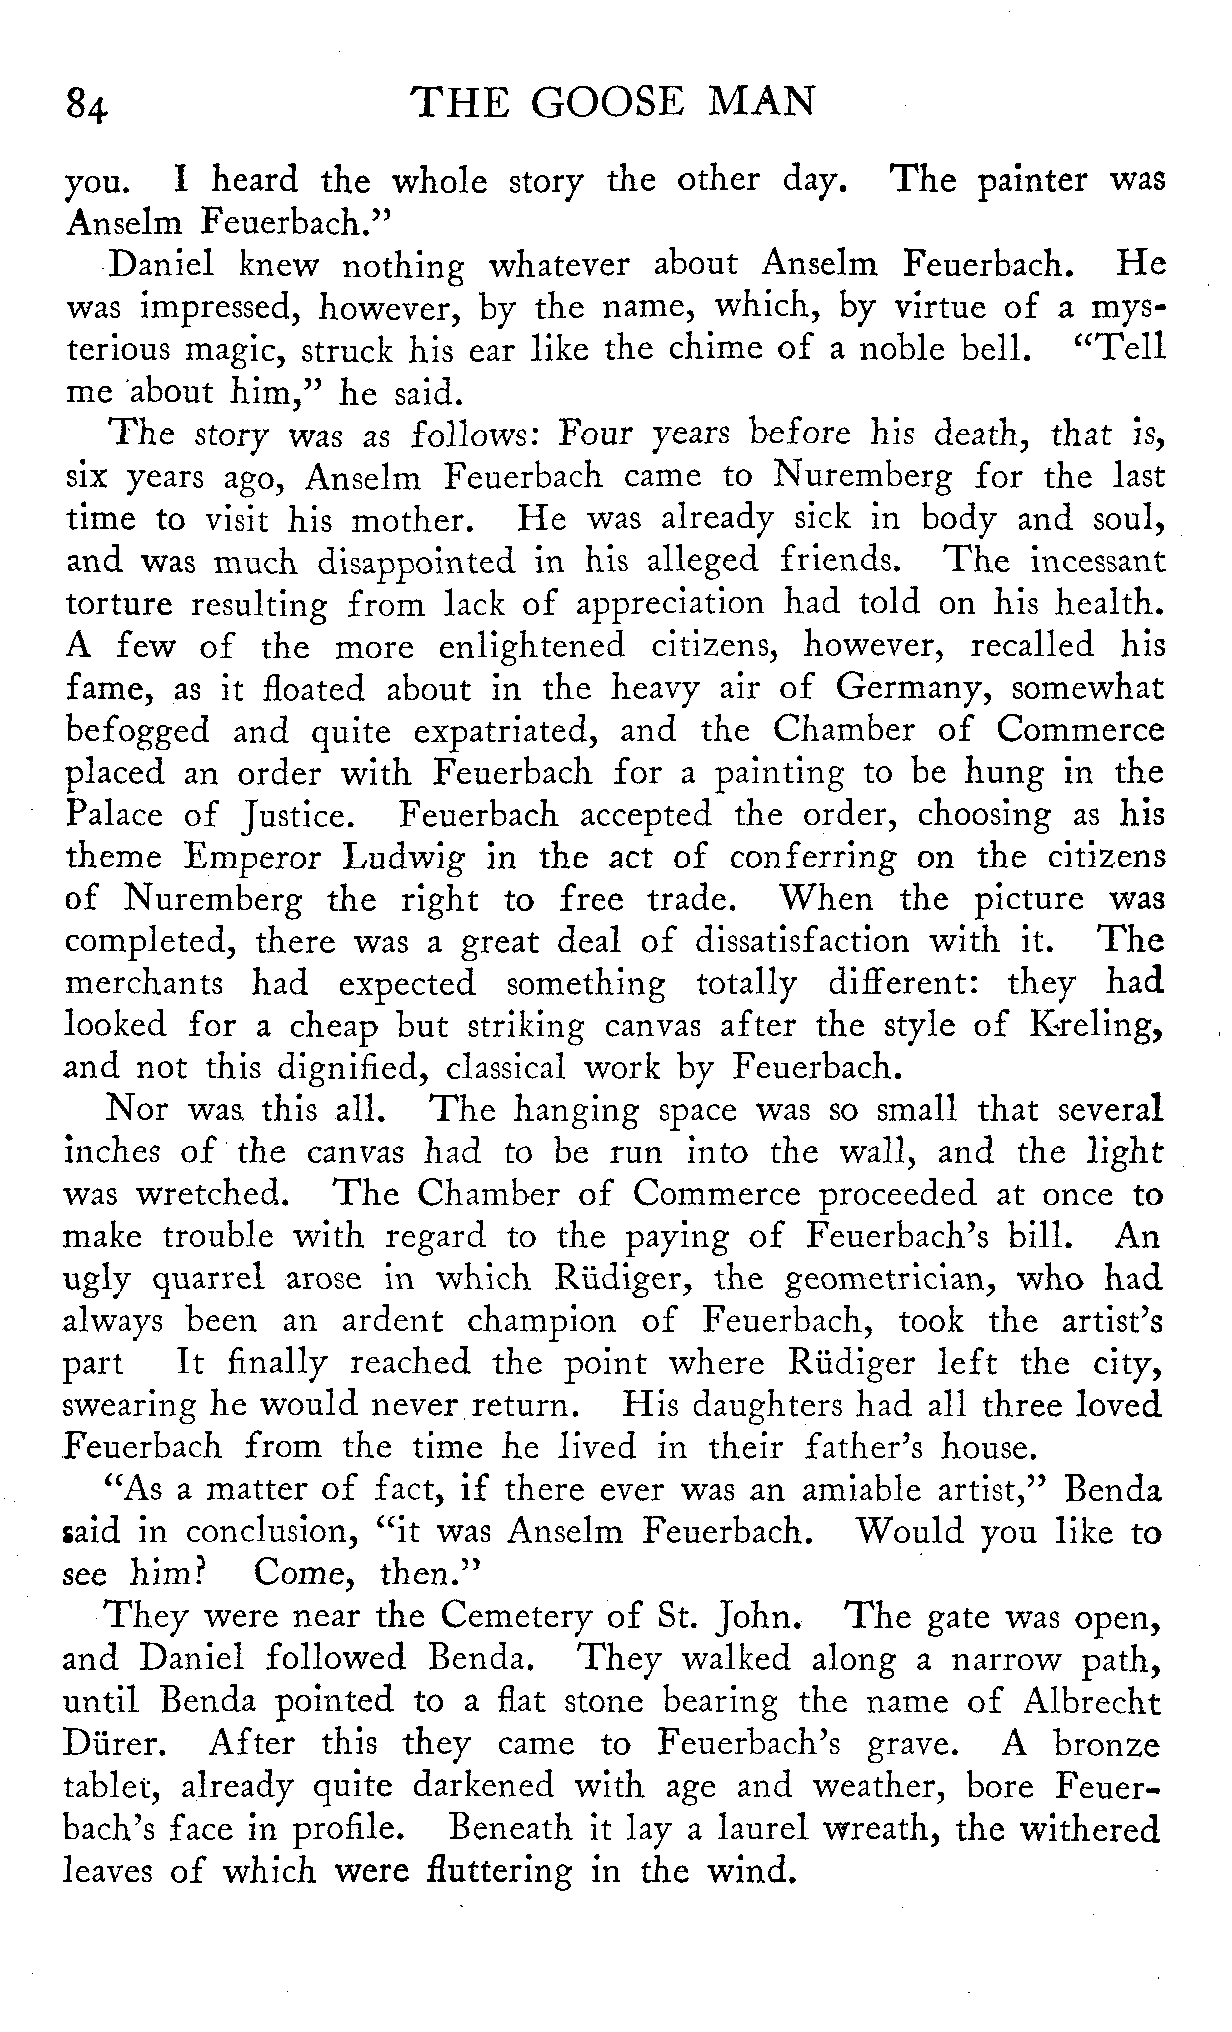 84 THE GOOSE MAN
you. I heard the whole story the other day. The painter was
Anselm Feuerbach.”
Daniel knew nothing whatever about Anselm Feuerbach. He
was impressed, however, by the name, which, by virtue of a mys-
terious magic, struck his ear like the chime of a noble bell. “Tell
me about him,” he said.
The story was as follows: Four years before his death, that is,
six years ago, Anselm Feuerbach came to Nuremberg for the last
time to visit his mother. He was already sick in body and soul,
and was much disappointed in his alleged friends. The incessant
torture resulting from lack of appreciation had told on his health.
A few of the more enlightened citizens, however, recalled his
fame, as it floated about in the heavy air of Germany, somewhat
befogged and quite expatriated, and the Chamber of Commerce
placed an order with Feuerbach for a painting to be hung in the
Palace of Justice. Feuerbach accepted the order, choosing as his
theme Emperor Ludwig in the act of conferring on the citizens
of Nuremberg the right to free trade. When the picture was
completed, there was a great deal of dissatisfaction with it. The
merchants had expected something totally different: they had
looked for a cheap but striking canvas after the style of Kreling,
and not this dignified, classical work by Feuerbach.
Nor was this all. The hanging space was so small that several
inches of the canvas had to be run into the wall, and the light
was wretched. The Chamber of Commerce proceeded at once to
make trouble with regard to the paying of Feuerbach’s bill. An
ugly quarrel arose in which Rüdiger, the geometrician, who had
always been an ardent champion of Feuerbach, took the artist’s
part It finally reached the point where Rüdiger left the city,
swearing he would never return. His daughters had all three loved
Feuerbach from the time he lived in their father’s house.
“As a matter of fact, if there ever was an amiable artist,” Benda
said in conclusion, “it was Anselm Feuerbach. Would you like to
see him? Come, then.”
They were near the Cemetery of St. John. The gate was open,
and Daniel followed Benda. They walked along a narrow path,
until Benda pointed to a flat stone bearing the name of Albrecht
Dürer. After this they came to Feuerbach’s grave. A bronze
tablet, already quite darkened with age and weather, bore Feuer-
bach’s face in profile. Beneath it lay a laurel wreath, the withered
leaves of which were fluttering in the wind.